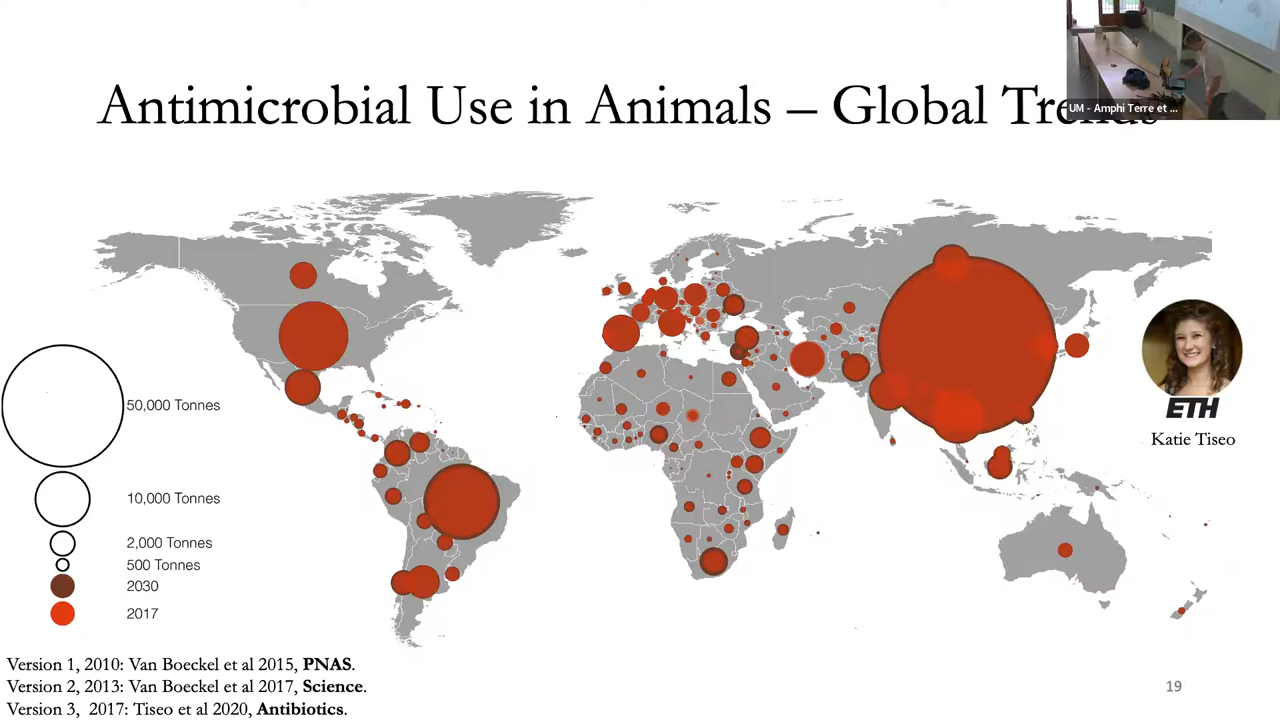 Antimicrobial Use in Animals – Global Trends
UM - Amphi Terre et ...
50,000 Tonnes
10,000 Tonnes
2,000 Tonnes
500 Tonnes
2030
2017
ETH
Katie Tiseo
Version 1, 2010: Van Boeckel et al 2015, PNAS.
Version 2, 2013: Van Boeckel et al 2017, Science.
Version 3,  2017: Tiseo et al 2020, Antibiotics.
19